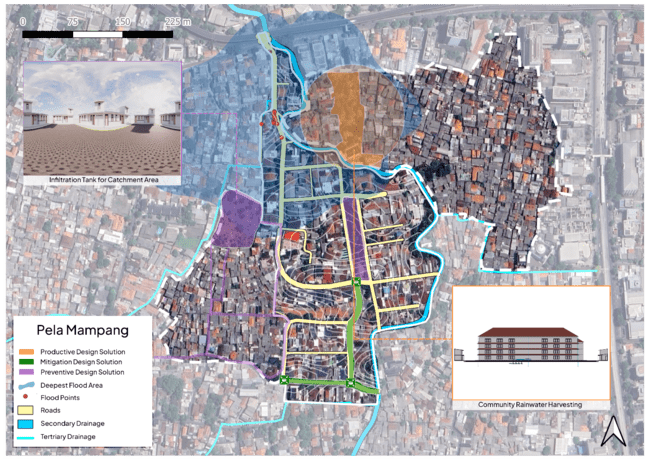 0 75 150 225 m
Infiltration Tank for Catchment Area
Pela Mampang
Productive Design Solution
Mitigation Design Solution
Preventive Design Solution
Deepest Flood Area
Flood Points
Roads
Secondary Drainage
Tertriary Drainage
Community Rainwater Harvesting